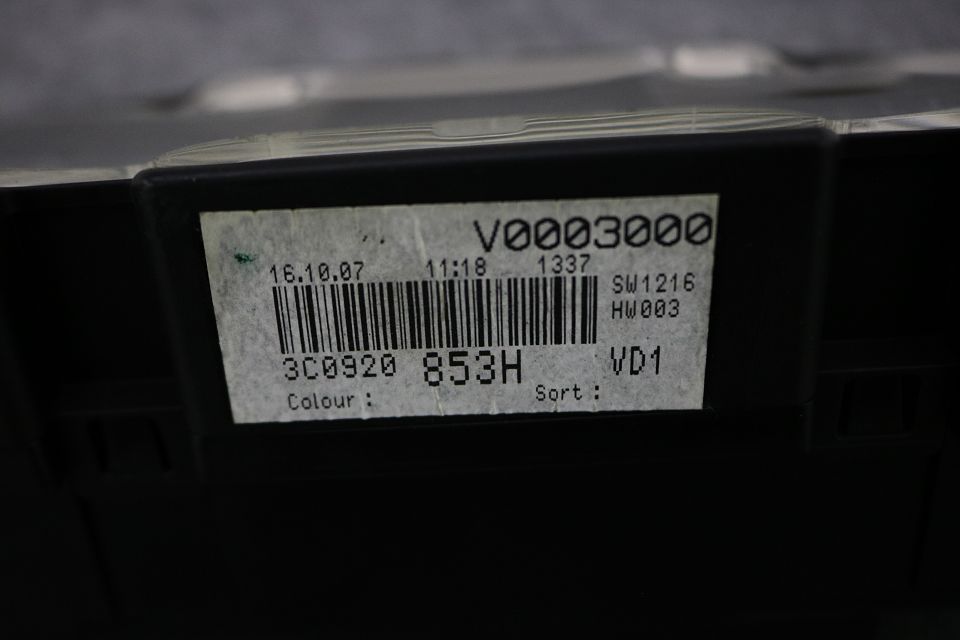 V0003000
16.10.07 11:18 1337
SW1216
HW003
3C0920 853H VD1
Colour : Sort :